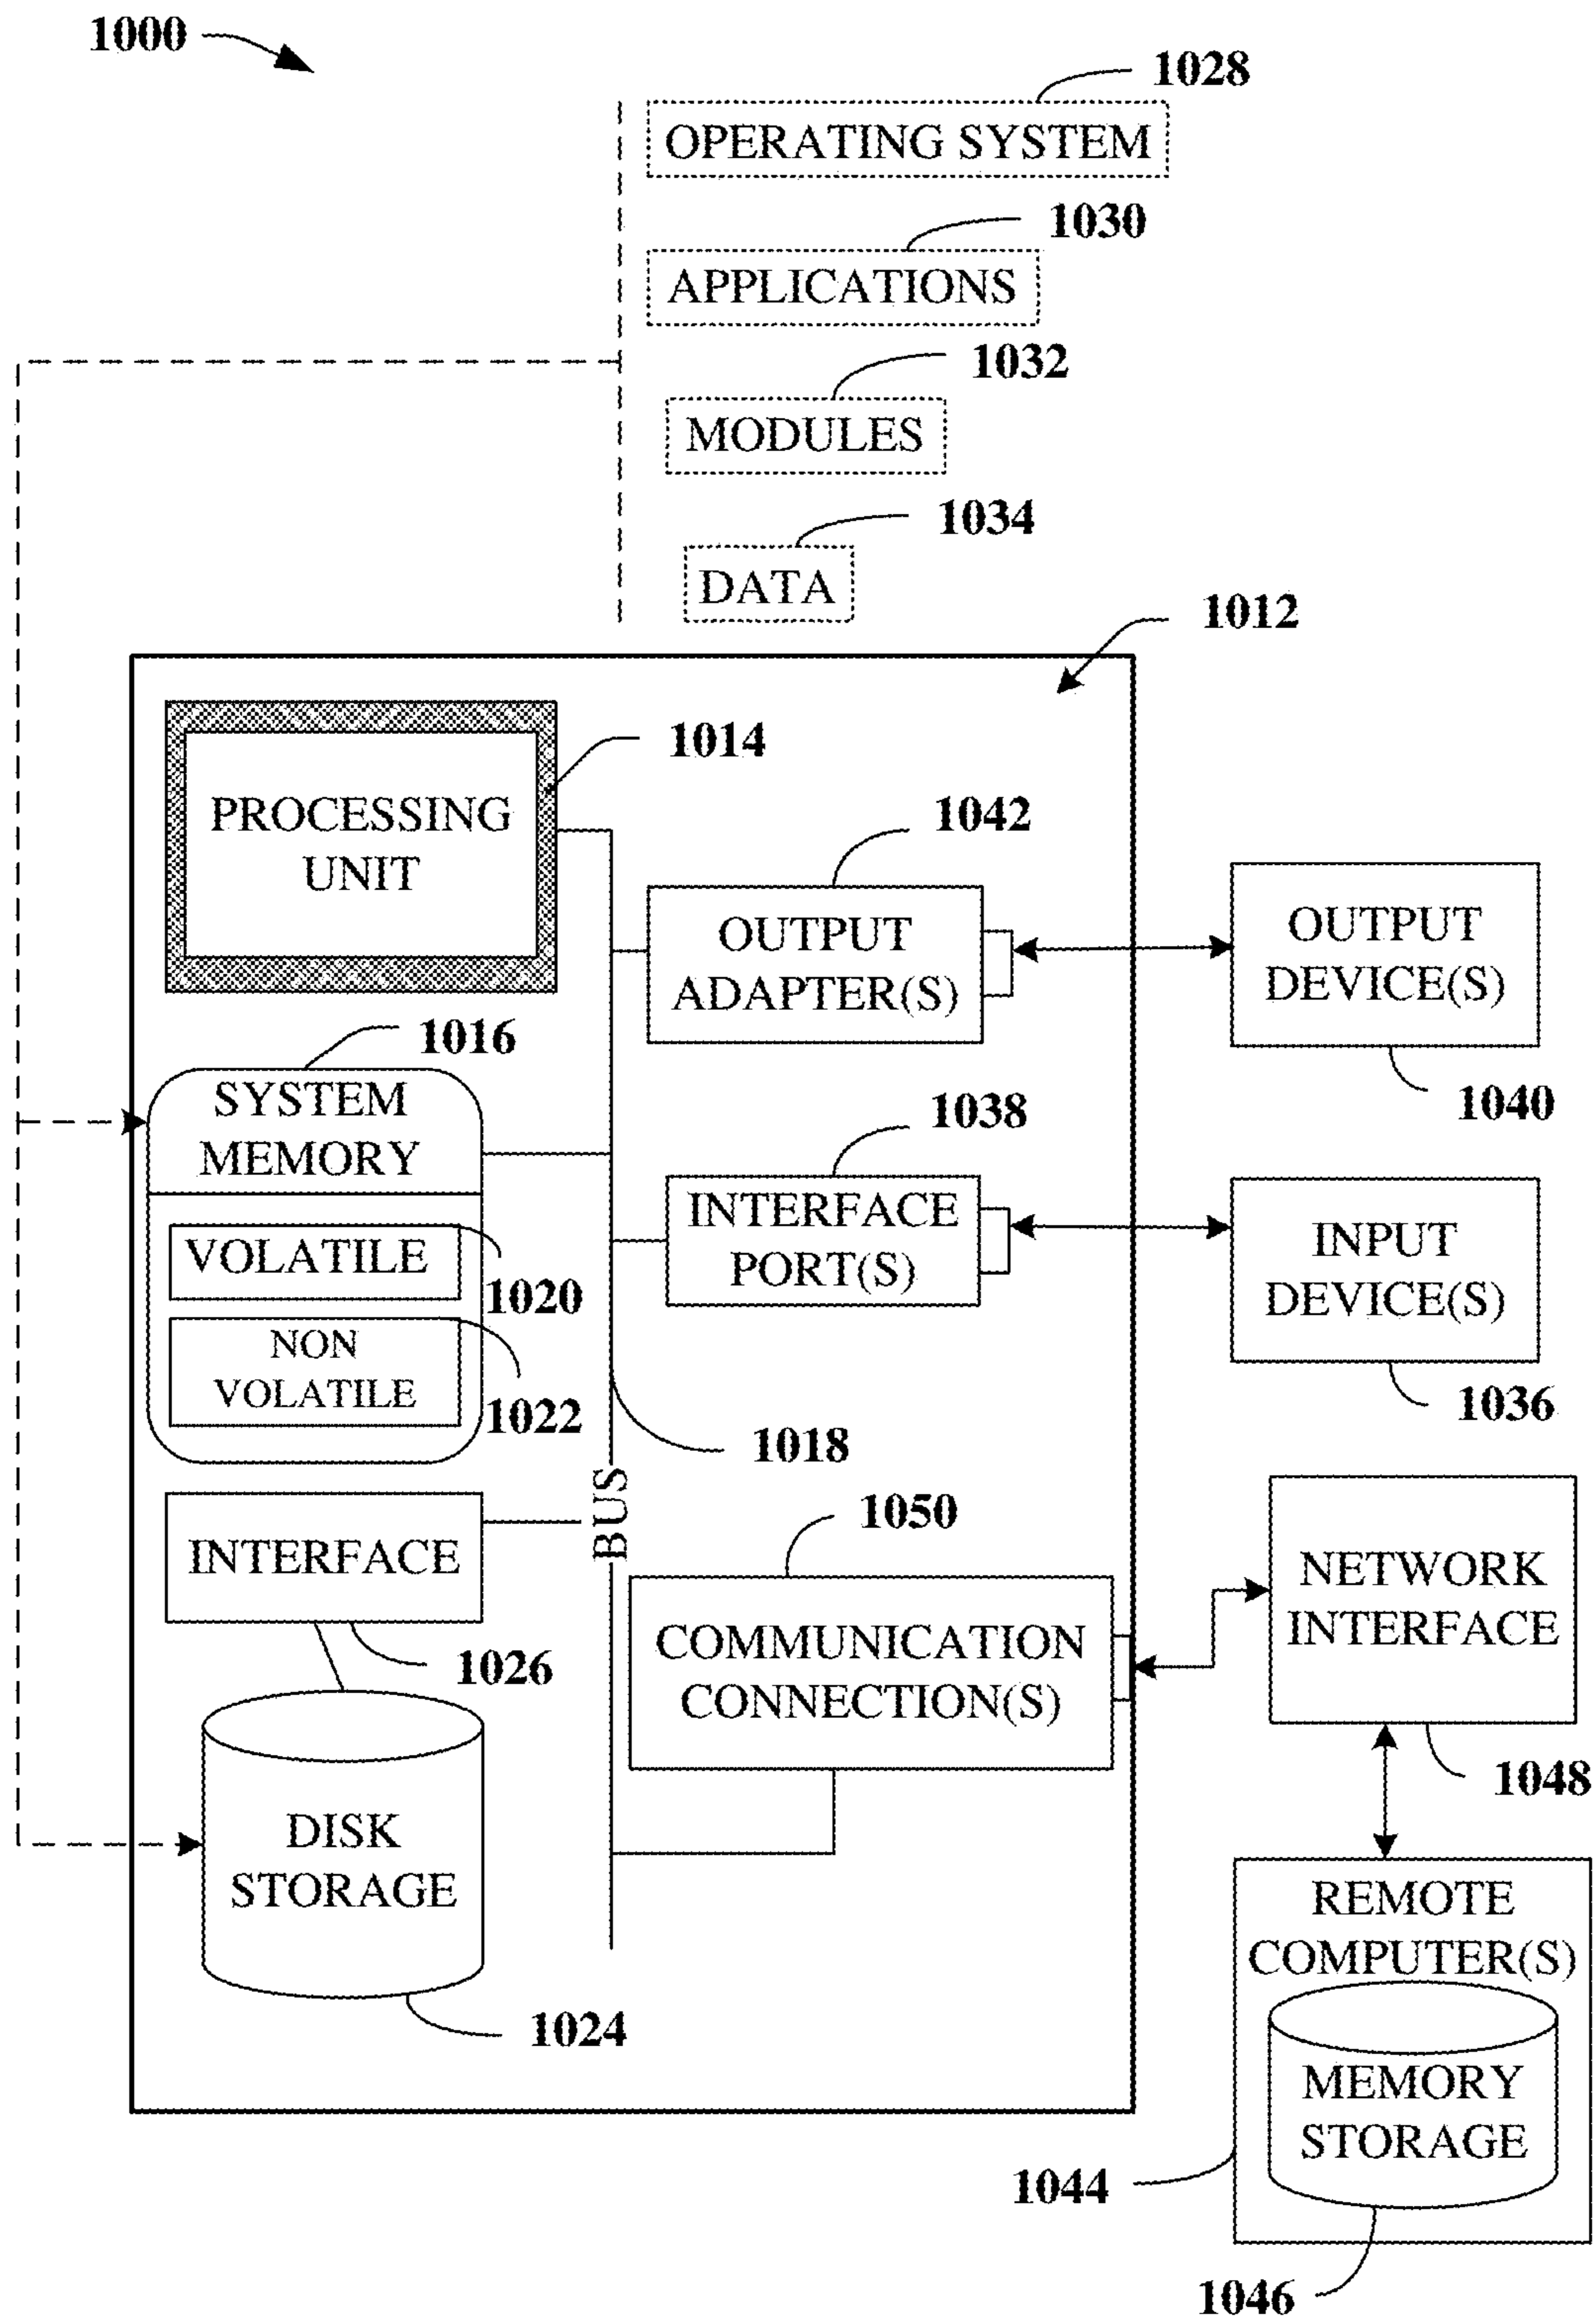 1000
1028
OPERATING SYSTEM
1030
APPLICATIONS
1032
MODULES
1034
DATA
1012
1014
PROCESSING
UNIT
1042
OUTPUT
ADAPTER(S)
OUTPUT
DEVICE(S)
1040
1016
SYSTEM
MEMORY
VOLATILE
1020
NON
VOLATILE
1022
1038
INTERFACE
PORT(S)
INPUT
DEVICE(S)
1036
1018
BUS
INTERFACE
1026
1050
COMMUNICATION
CONNECTION(S)
NETWORK
INTERFACE
1048
DISK
STORAGE
1024
REMOTE
COMPUTER(S)
MEMORY
STORAGE
1044
1046